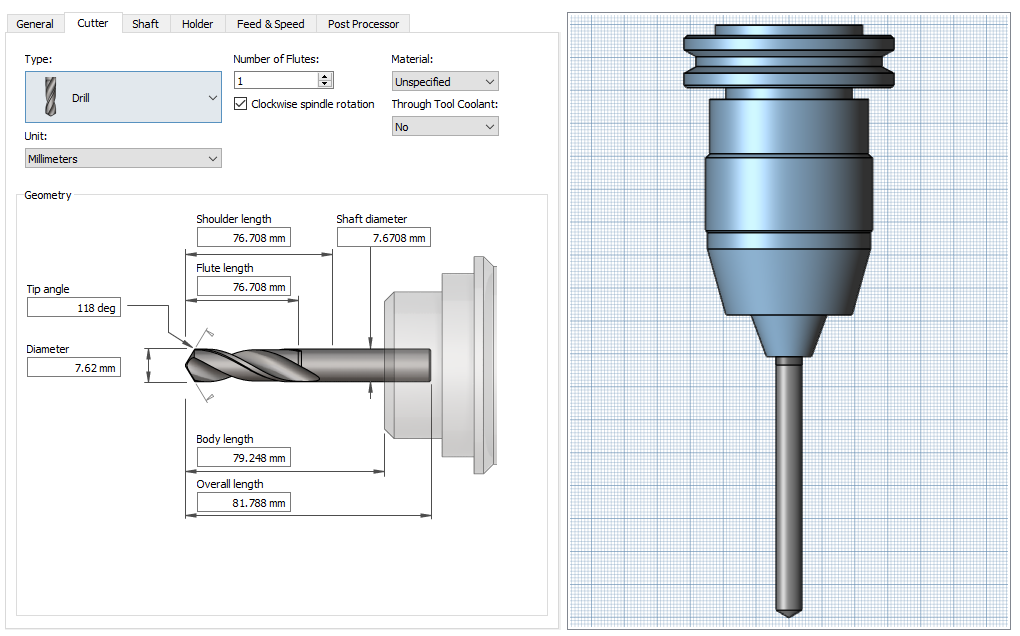 General Cutter Shaft Holder Feed & Speed Post Processor
Type: Number of Flutes: Material:
Drill 1 Unspecified
Clockwise spindle rotation Through Tool Coolant:
No
Unit:
Millimeters
Geometry
Shoulder length Shaft diameter
76.708 mm 7.6708 mm
Flute length
76.708 mm
Tip angle
118 deg
Diameter
7.62 mm
Body length
79.248 mm
Overall length
81.788 mm